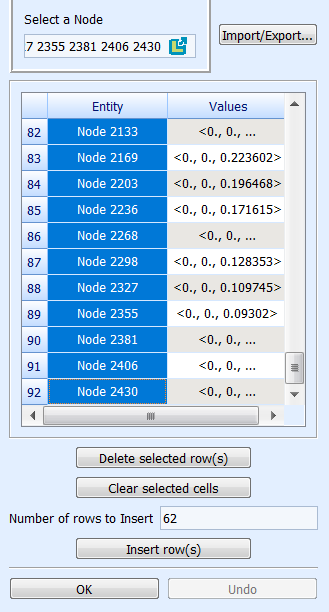 Select a Node
7 2355 2381 2406 2430
Import/Export...
Entity Values
82 Node 2133 <0., 0., ...
83 Node 2169 <0., 0., 0.223602>
84 Node 2203 <0., 0., 0.196468>
85 Node 2236 <0., 0., 0.171615>
86 Node 2268 <0., 0., ...
87 Node 2298 <0., 0., 0.128353>
88 Node 2327 <0., 0., 0.109745>
89 Node 2355 <0., 0., 0.09302>
90 Node 2381 <0., 0., ...
91 Node 2406 <0., 0., ...
92 Node 2430 <0., 0., ...
Delete selected row(s)
Clear selected cells
Number of rows to Insert 62
Insert row(s)
OK Undo